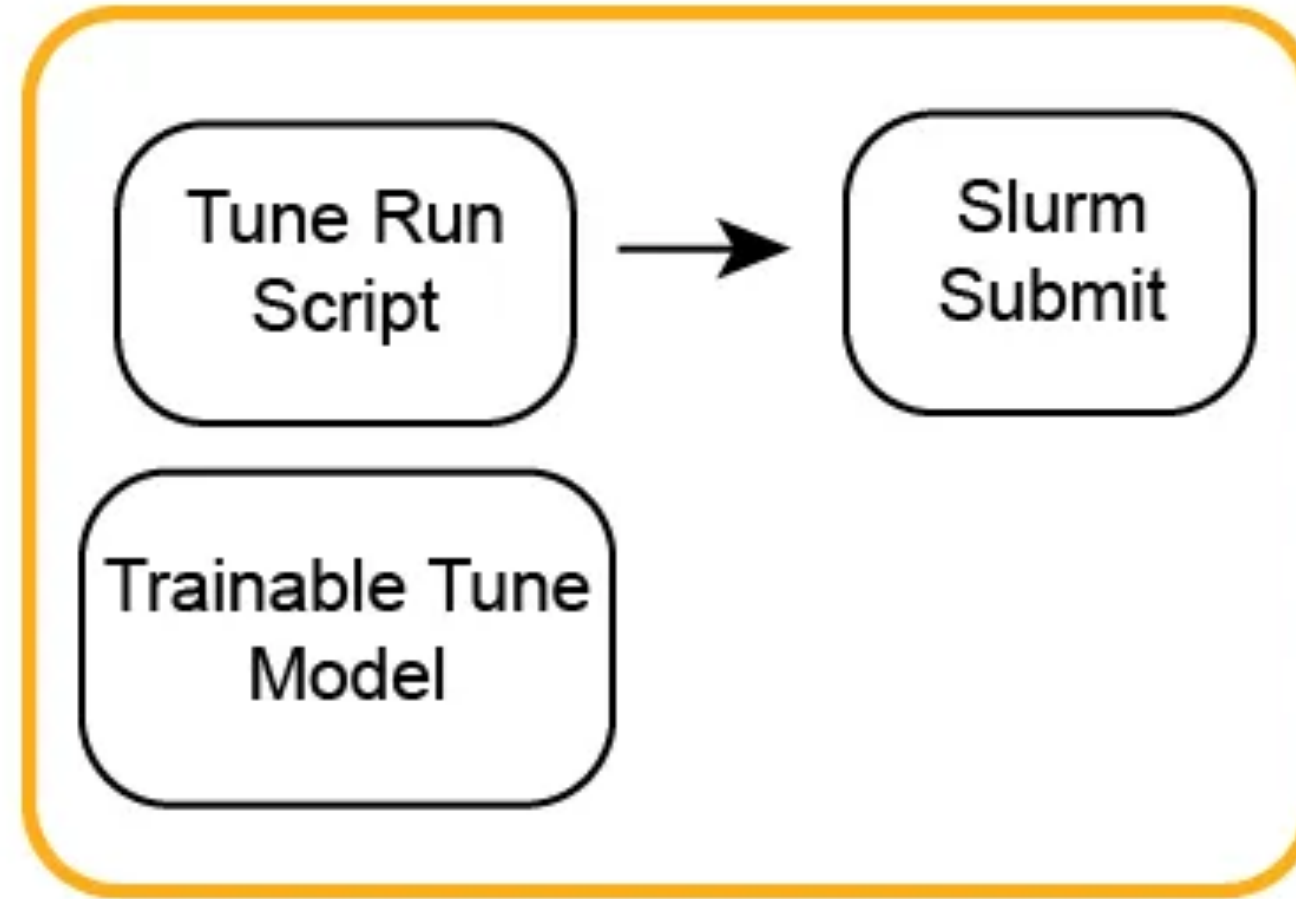 Tune Run
Script
Slurm
Submit
Trainable Tune
Model